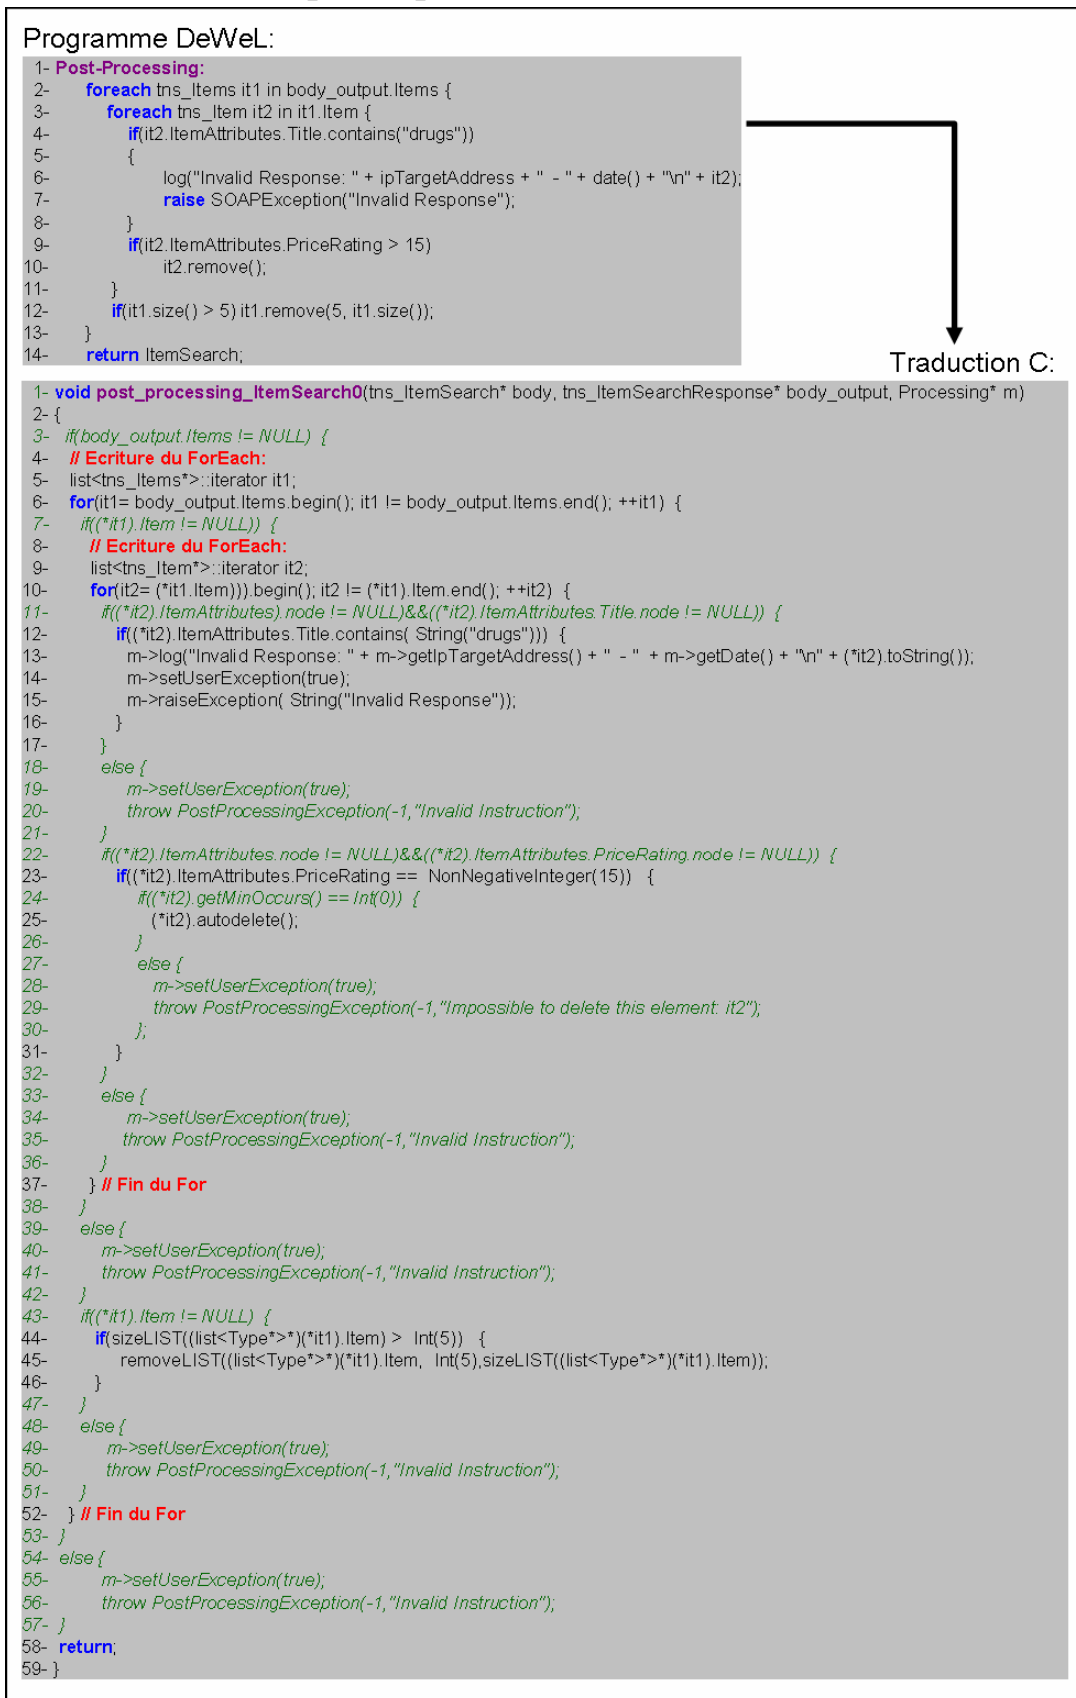 Programme DeWeL:
1- Post-Processing:
2- foreach tns_Items it1 in body_output.Items {
3- foreach tns_Item it2 in it1.Item {
4- if(it2.ItemAttributes.Title.contains("drugs"))
5- {
6- log("Invalid Response: " + ipTargetAddress + " - " + date() + "\n" + it2);
7- raise SOAPException("Invalid Response");
8- }
9- if(it2.ItemAttributes.PriceRating > 15)
10- it2.remove();
11- }
12- if(it1.size() > 5) it1.remove(5, it1.size());
13- }
14- return ItemSearch;
Traduction C:
1- void post_processing_ItemSearch0(tns_ItemSearch* body, tns_ItemSearchResponse* body_output, Processing* m)
2- {
3- if(body_output.Items != NULL) {
4- // Ecriture du ForEach:
5- list<tns_Items*>::iterator it1;
6- for(it1= body_output.Items.begin(); it1 != body_output.Items.end(); ++it1) {
7- if((*it1).Item != NULL)) {
8- // Ecriture du ForEach:
9- list<tns_Item*>::iterator it2;
10- for(it2= (*it1.Item))).begin(); it2 != (*it1).Item.end(); ++it2) {
11- if((*it2).ItemAttributes).node != NULL)&&((*it2).ItemAttributes.Title.node != NULL)) {
12- if((*it2).ItemAttributes.Title.contains( String("drugs"))) {
13- m->log("Invalid Response: " + m->getIpTargetAddress() + " - " + m->getDate() + "\n" + (*it2).toString());
14- m->setUserException(true);
15- m->raiseException( String("Invalid Response"));
16- }
17- }
18- else {
19- m->setUserException(true);
20- throw PostProcessingException(-1,"Invalid Instruction");
21- }
22- if((*it2).ItemAttributes.node != NULL)&&((*it2).ItemAttributes.PriceRating.node != NULL)) {
23- if((*it2).ItemAttributes.PriceRating == NonNegativeInteger(15)) {
24- if((*it2).getMinOccurs() == Int(0)) {
25- (*it2).autodelete();
26- }
27- else {
28- m->setUserException(true);
29- throw PostProcessingException(-1,"Impossible to delete this element: it2");
30- };
31- }
32- }
33- else {
34- m->setUserException(true);
35- throw PostProcessingException(-1,"Invalid Instruction");
36- }
37- } // Fin du For
38- }
39- else {
40- m->setUserException(true);
41- throw PostProcessingException(-1,"Invalid Instruction");
42- }
43- if((*it1).Item != NULL) {
44- if(sizeLIST((list<Type*>*)(*it1).Item) > Int(5)) {
45- removeLIST((list<Type*>*)(*it1).Item, Int(5),sizeLIST((list<Type*>*)(*it1).Item));
46- }
47- }
48- else {
49- m->setUserException(true);
50- throw PostProcessingException(-1,"Invalid Instruction");
51- }
52- } // Fin du For
53- }
54- else {
55- m->setUserException(true);
56- throw PostProcessingException(-1,"Invalid Instruction");
57- }
58- return;
59- }